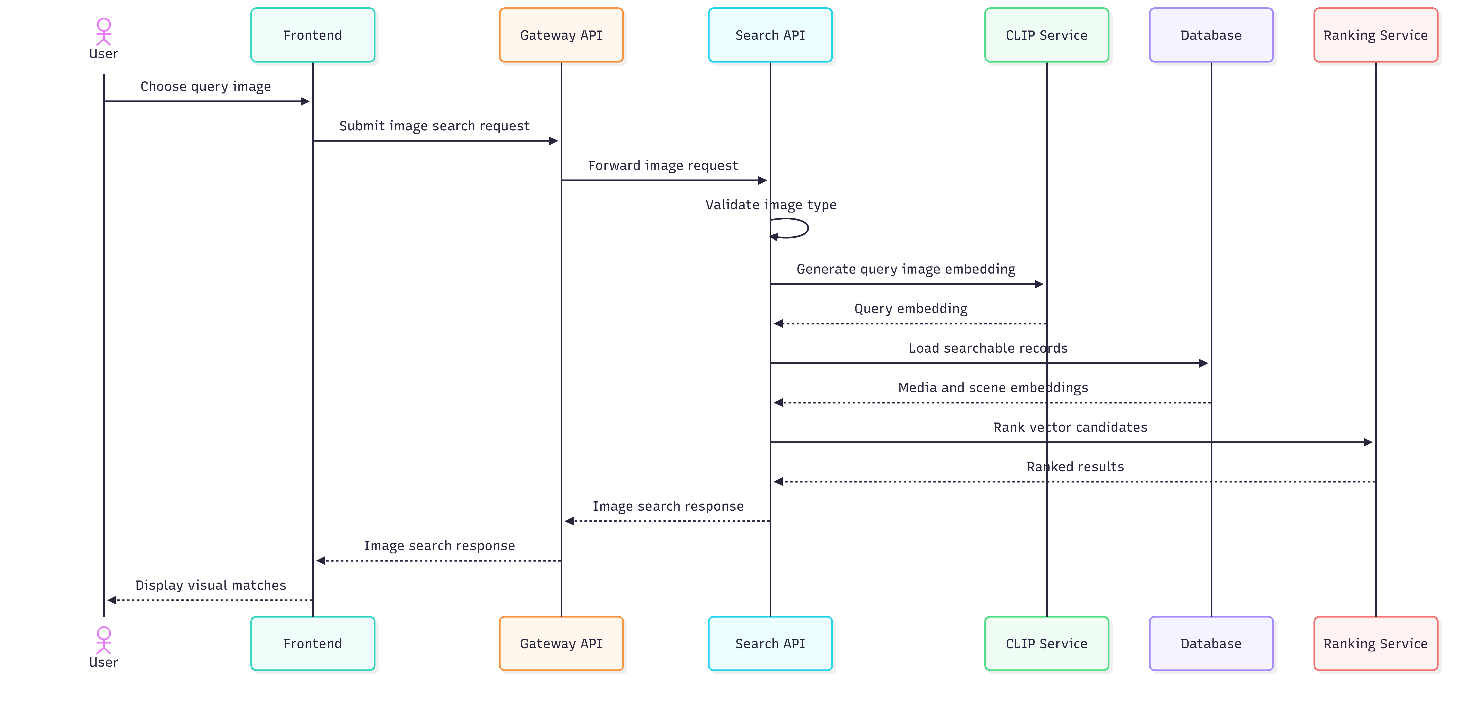 User
Frontend
Gateway API
Search API
CLIP Service
Database
Ranking Service
Choose query image
Submit image search request
Forward image request
Validate image type
Generate query image embedding
Query embedding
Load searchable records
Media and scene embeddings
Rank vector candidates
Ranked results
Image search response
Image search response
Display visual matches
User
Frontend
Gateway API
Search API
CLIP Service
Database
Ranking Service